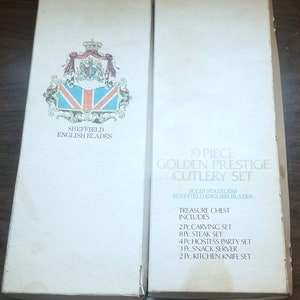 SHEFFIELD
ENGLISH BLADES
19 PIECE
GOLDEN PRESTIGE
CUTLERY SET
SOLID STAINLESS
SHEFFIELD ENGLISH BLADES
TREASURE CHEST
INCLUDES
2 Pc. CARVING SET
8 Pc. STEAK SET
4 Pc. HOSTESS PARTY SET
3 Pc. SNACK SERVER
2 Pc. KITCHEN KNIFE SET